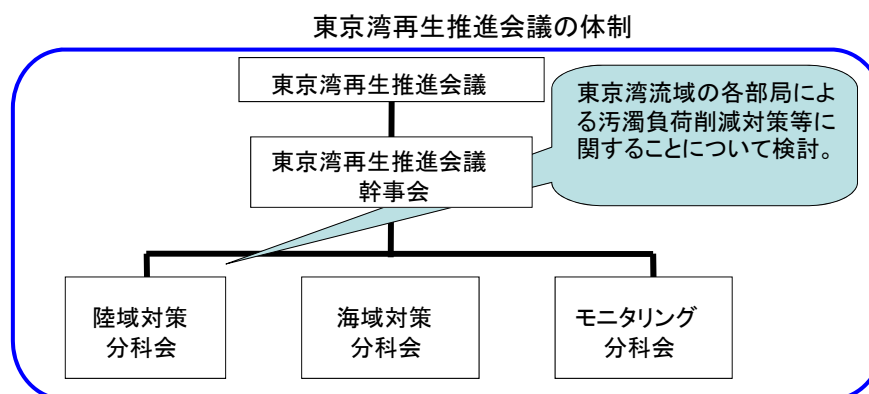 東京湾再生推進会議の体制
東京湾再生推進会議
東京湾流域の各部局によ
る汚濁負荷削減対策等に
関することについて検討。
東京湾再生推進会議
幹事会
陸域対策
分科会
海域対策
分科会
モニタリング
分科会